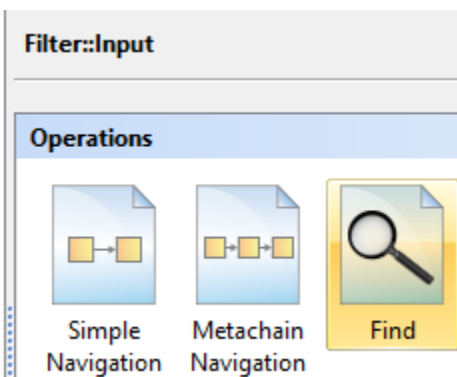 Filter::Input
Operations
Simple Navigation
Metachain Navigation
Find